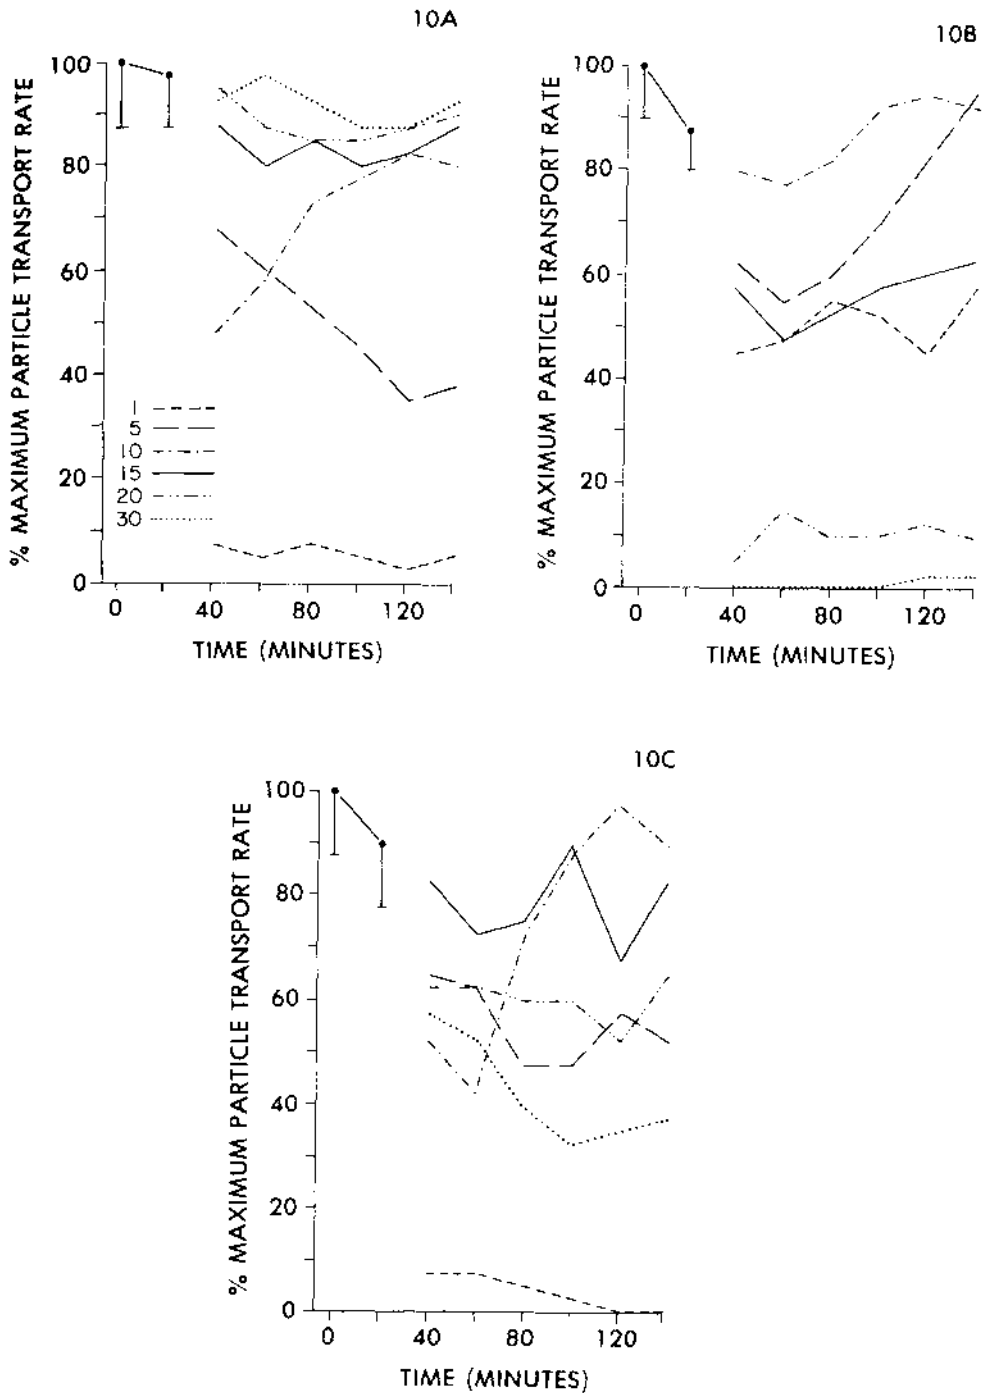 10A
% MAXIMUM PARTICLE TRANSPORT RATE
100
80
60
40
20
0
1
5
10
15
20
30
0 40 80 120
TIME (MINUTES)
10B
% MAXIMUM PARTICLE TRANSPORT RATE
100
80
60
40
20
0
0 40 80 120
TIME (MINUTES)
10C
% MAXIMUM PARTICLE TRANSPORT RATE
100
80
60
40
20
0
0 40 80 120
TIME (MINUTES)